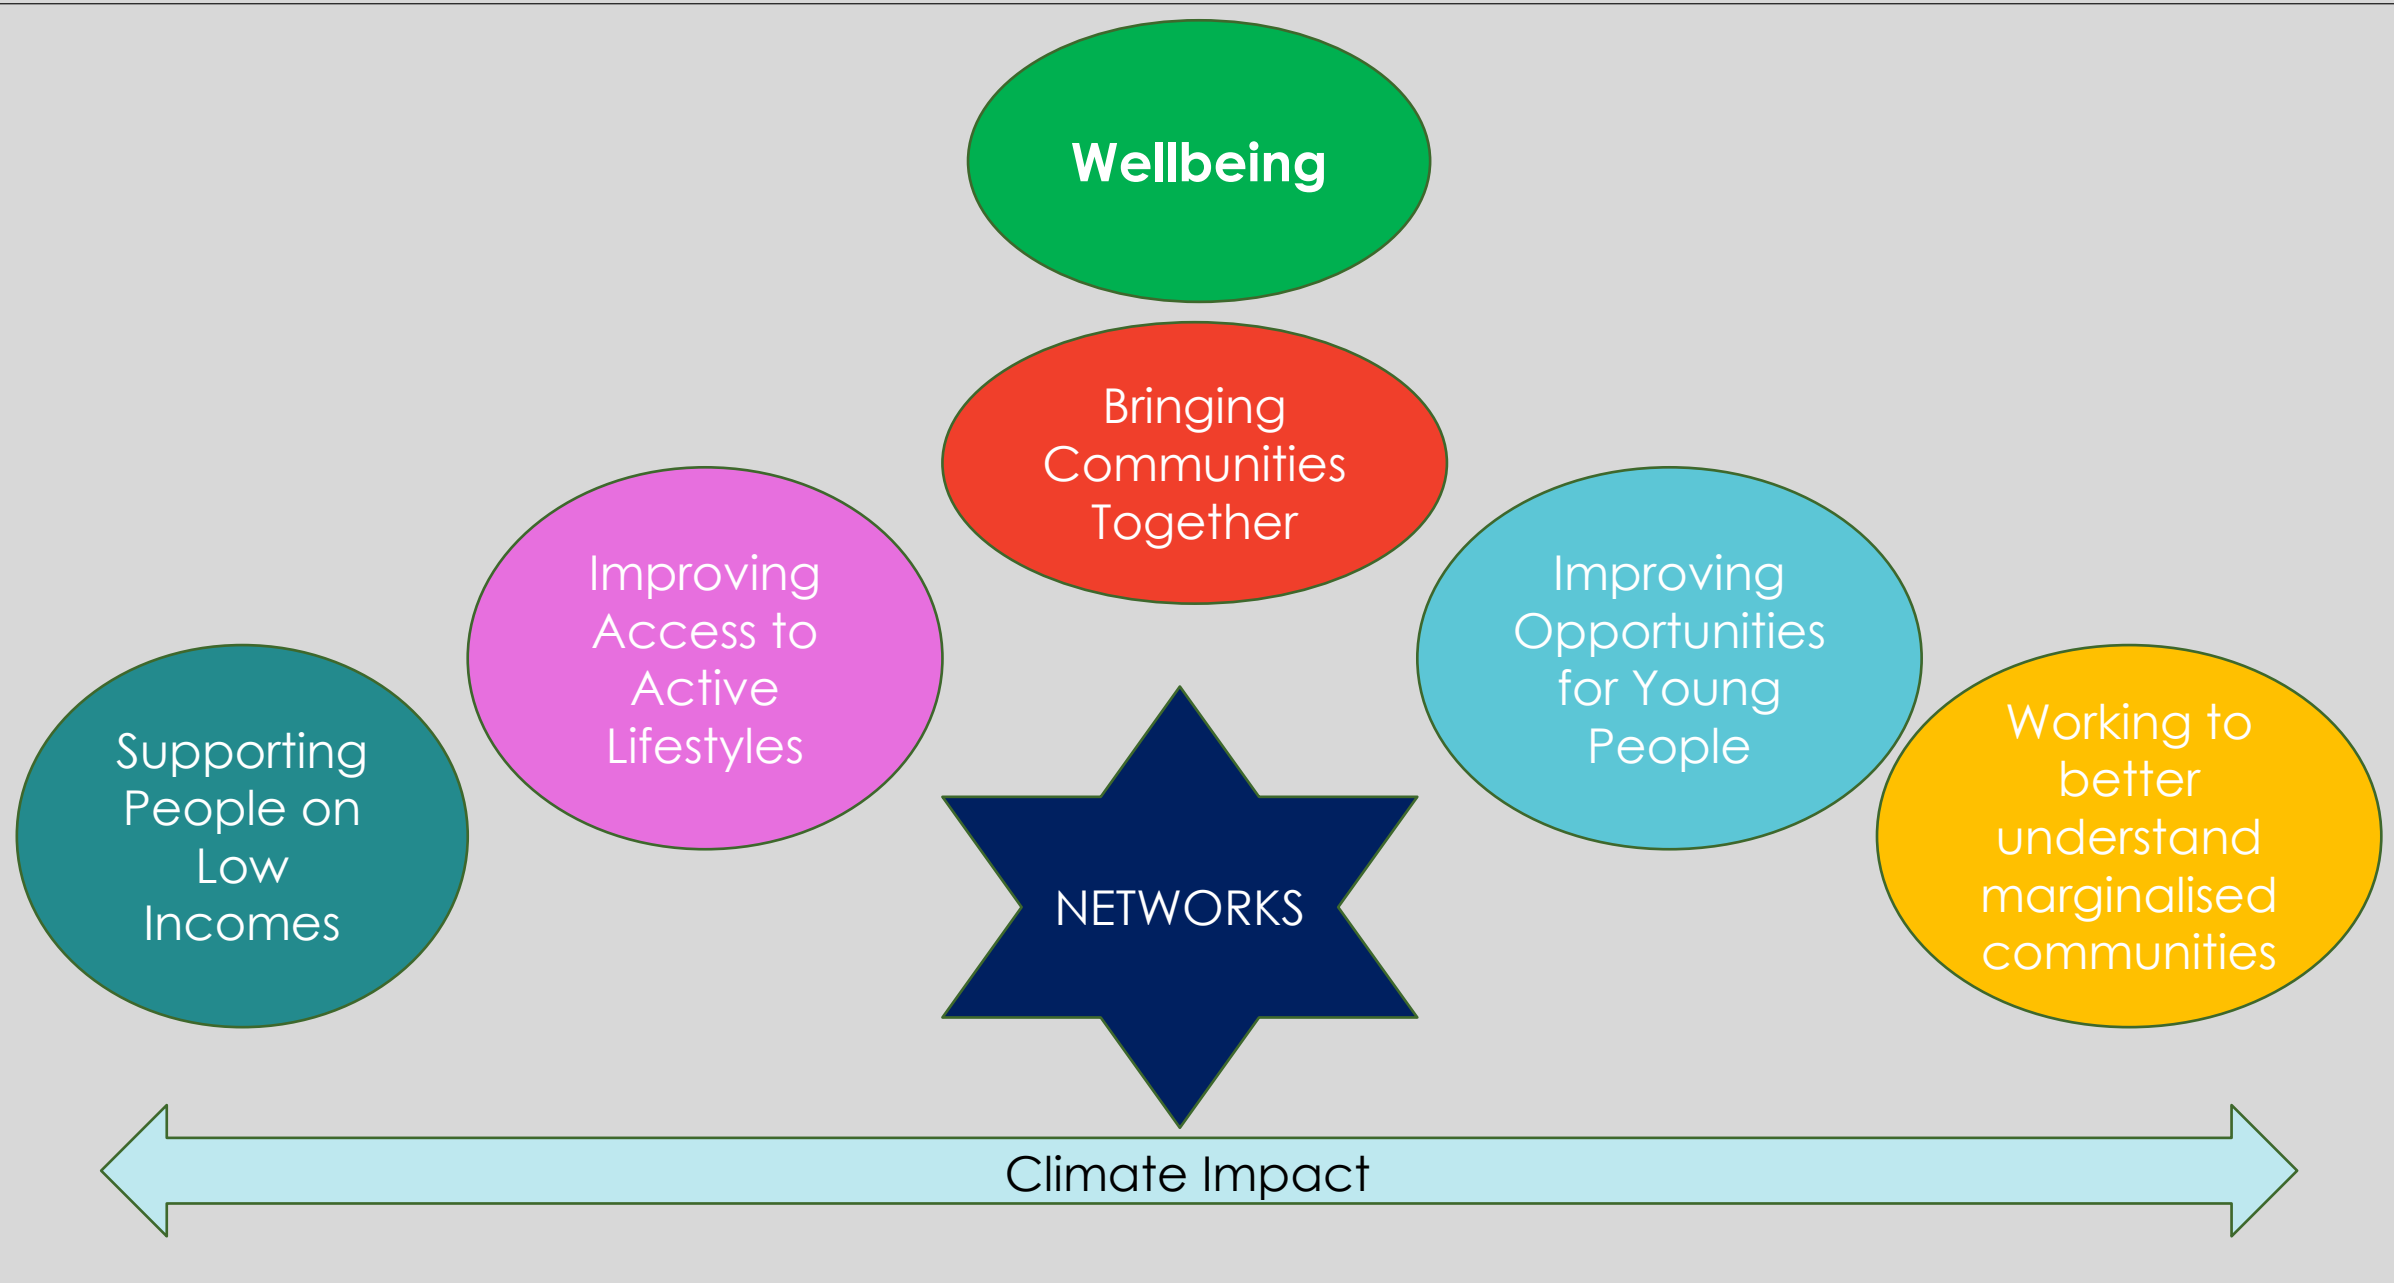 Wellbeing
Bringing
Communities
Together
Improving
Access to
Active
Lifestyles
Improving
Opportunities
for Young
People
Supporting
People on
Low
Incomes
Working to
better
understand
marginalised
communities
NETWORKS
Climate Impact